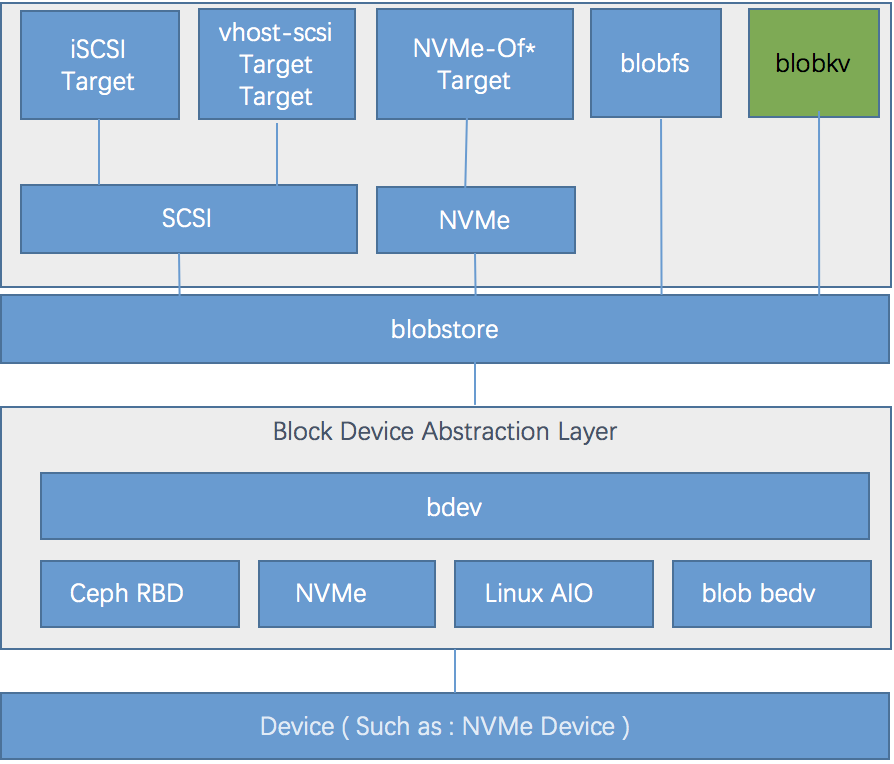 iSCSI
Target
vhost-scsi
Target
Target
NVMe-Of*
Target
blobfs
blobkv
SCSI
NVMe
blobstore
Block Device Abstraction Layer
bdev
Ceph RBD
NVMe
Linux AIO
blob bedv
Device ( Such as : NVMe Device )